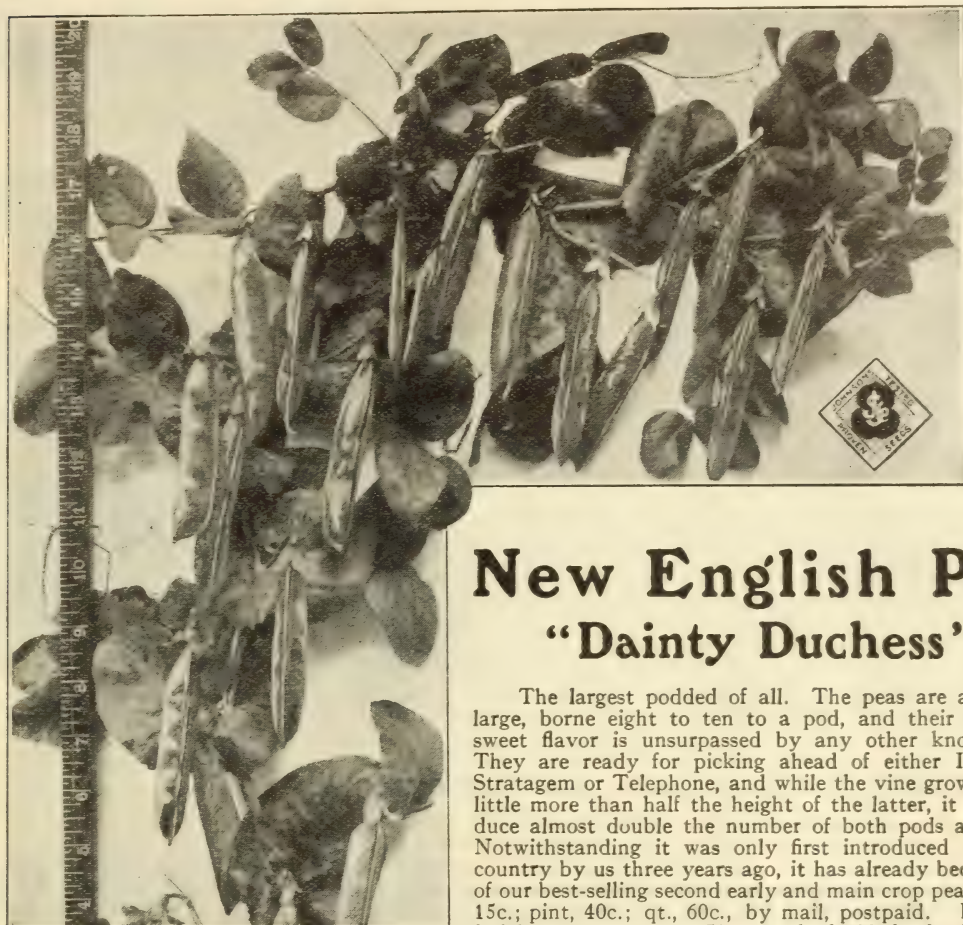 JOHNSON'S TESTED
SEEDS
New English
"Dainty Duchess"
The largest podded of all. The peas are
large, borne eight to ten to a pod, and their
sweet flavor is unsurpassed by any other
They are ready for picking ahead of either
Stratagem or Telephone, and while the vine
little more than half the height of the latter, it
duce almost double the number of both pods
Notwithstanding it was only first introduced
country by us three years ago, it has already
of our best-selling second early and main crop
15c.; pint, 40c.; qt., 60c., by mail, postpaid.